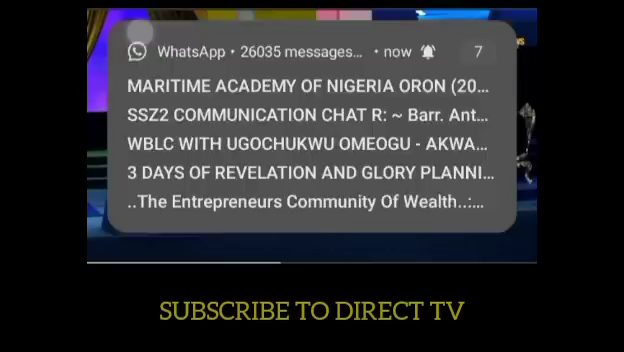 WhatsApp • 26035 messages... • now 7
MARITIME ACADEMY OF NIGERIA ORON (20...
SSZ2 COMMUNICATION CHAT R: ~ Barr. Ant...
WBLC WITH UGOCHUKWU OMEOGU - AKWA...
3 DAYS OF REVELATION AND GLORY PLANNI...
..The Entrepreneurs Community Of Wealth..:...
SUBSCRIBE TO DIRECT TV